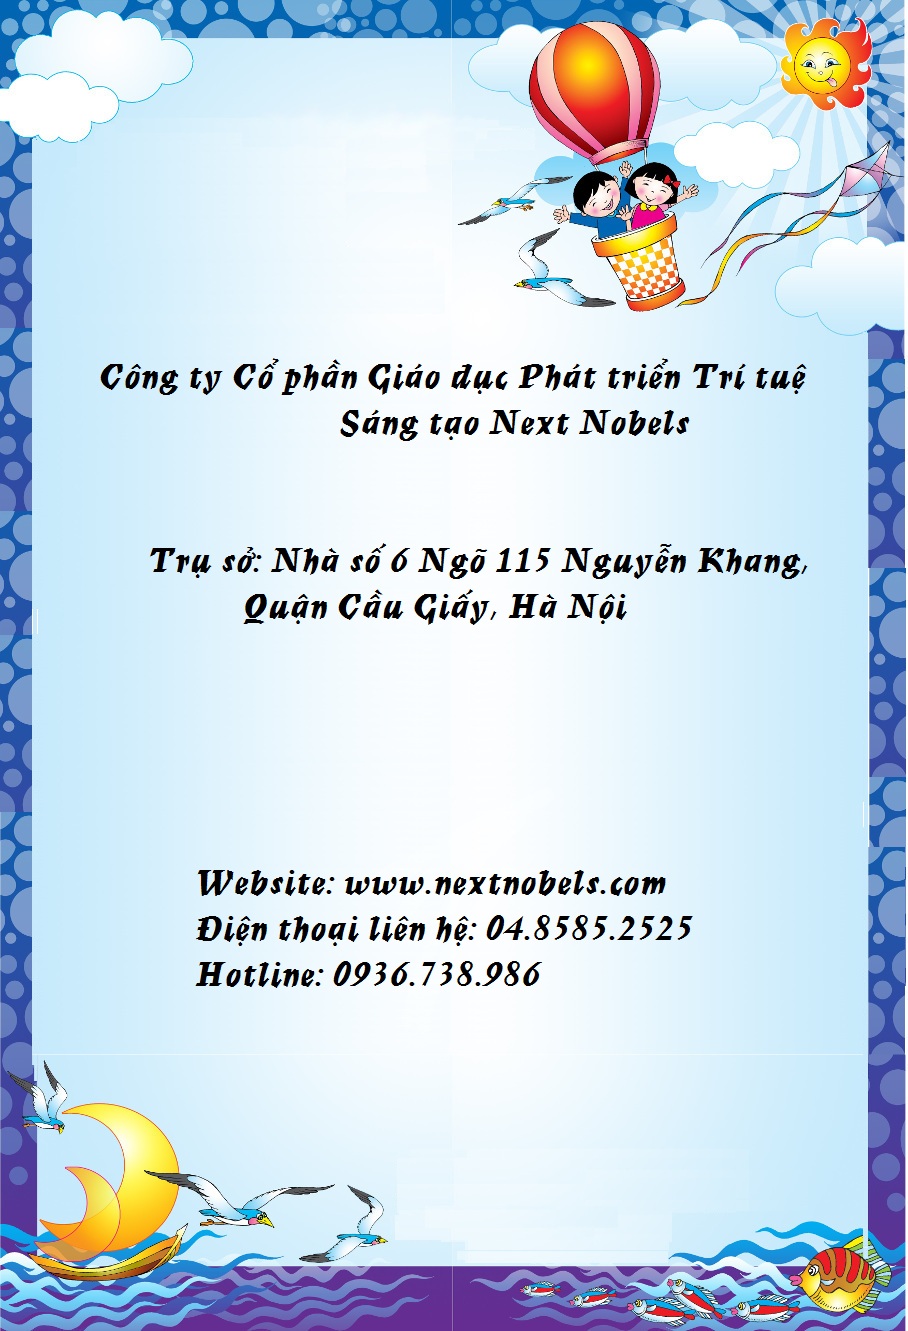 Công ty Cổ phần Giáo dục Phát triển Trí tuệ
Sáng tạo Next Nobels
Trụ sở: Nhà số 6 Ngõ 115 Nguyễn Khang,
Quận Cầu Giấy, Hà Nội
Website: www.nextnobels.com
Điện thoại liên hệ: 04.8585.2525
Hotline: 0936.738.986